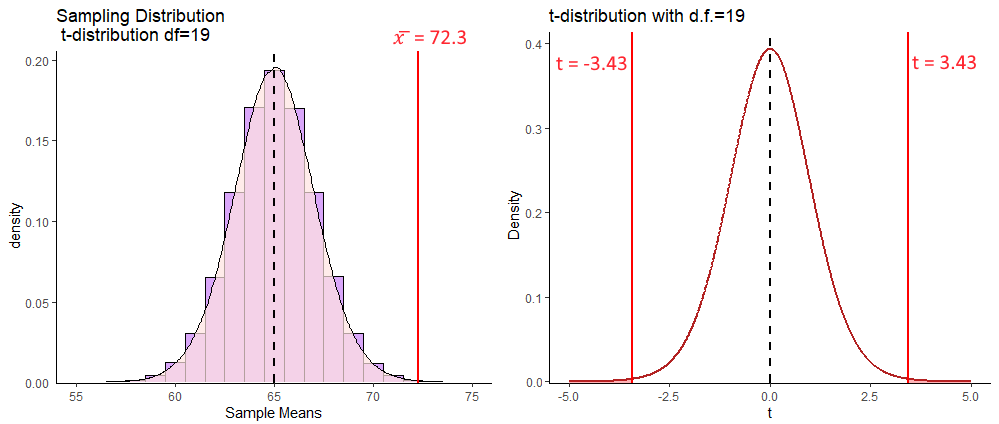 Sampling Distribution
t-distribution df=19
x̄ = 72.3
0.20
0.15
0.10
0.05
0.00
density
55
60
65
70
75
Sample Means
t-distribution with d.f.=19
t = -3.43
t = 3.43
0.4
0.3
0.2
0.1
0.0
Density
-5.0
-2.5
0.0
2.5
5.0
t